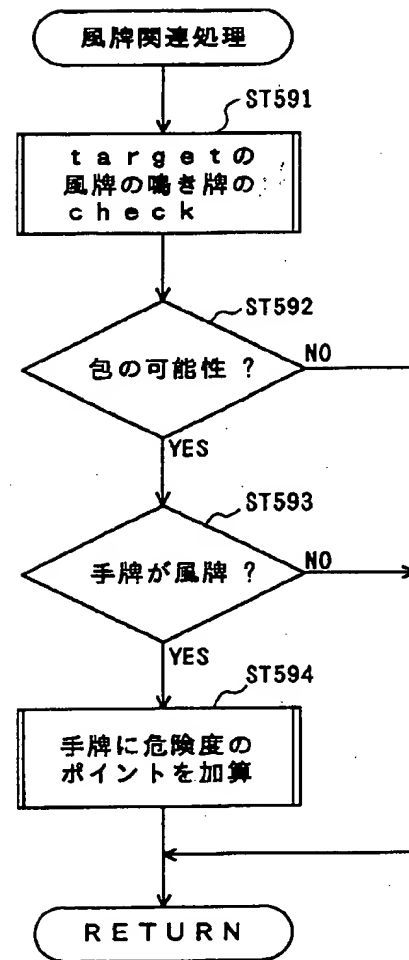 風牌関連処理
ST591
ｔａｒｇｅｔの
風牌の鳴き牌の
ｃｈｅｃｋ
ST592
包の可能性 ?
NO
YES
ST593
手牌が風牌 ?
NO
YES
ST594
手牌に危険度の
ポイントを加算
ＲＥＴＵＲＮ